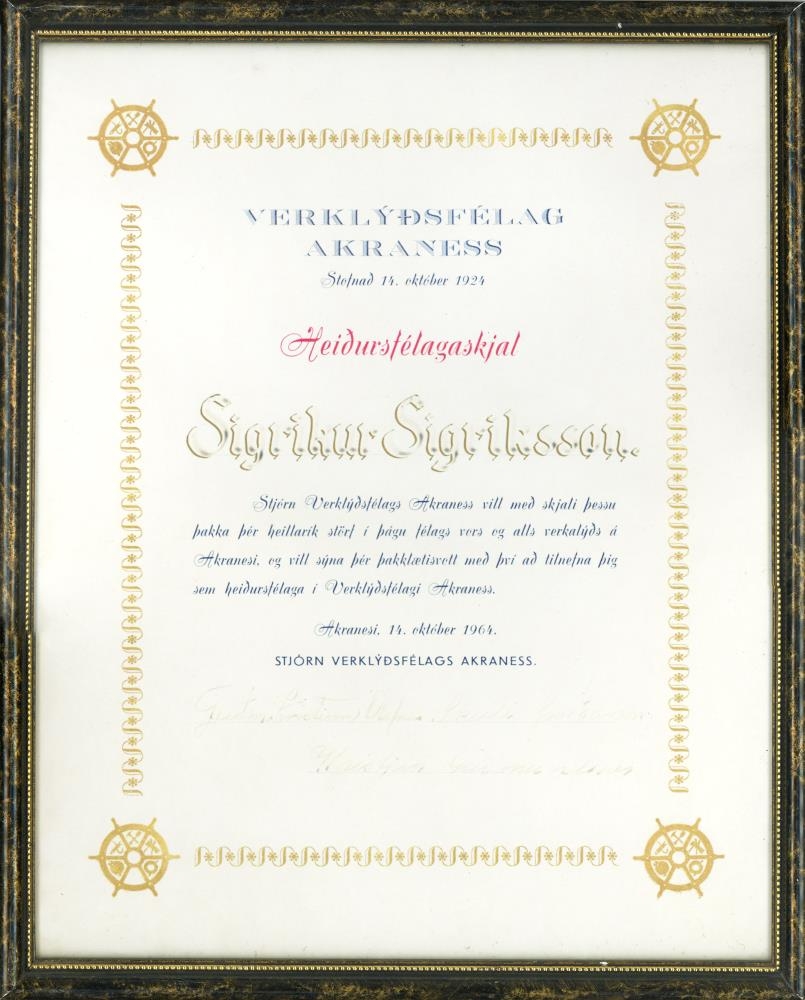 VERKLÝÐSFÉLAG
AKRANESS
Stofnað 14. október 1924
Heiðursfélagaskjal
Sigríkur Sigríksson.
Stjórn Verklýðsfélags Akraness vill með skjali þessu
þakka þér heillarík störf í þágu félags vors og alls verkalýðs á
Akranesi, og vill sýna þér þakklætisvott með því að tilnefna þig
sem heiðursfélaga í Verklýðsfélagi Akraness.
Akranesi, 14. október 1964.
STJÓRN VERKLÝÐSFÉLAGS AKRANESS.